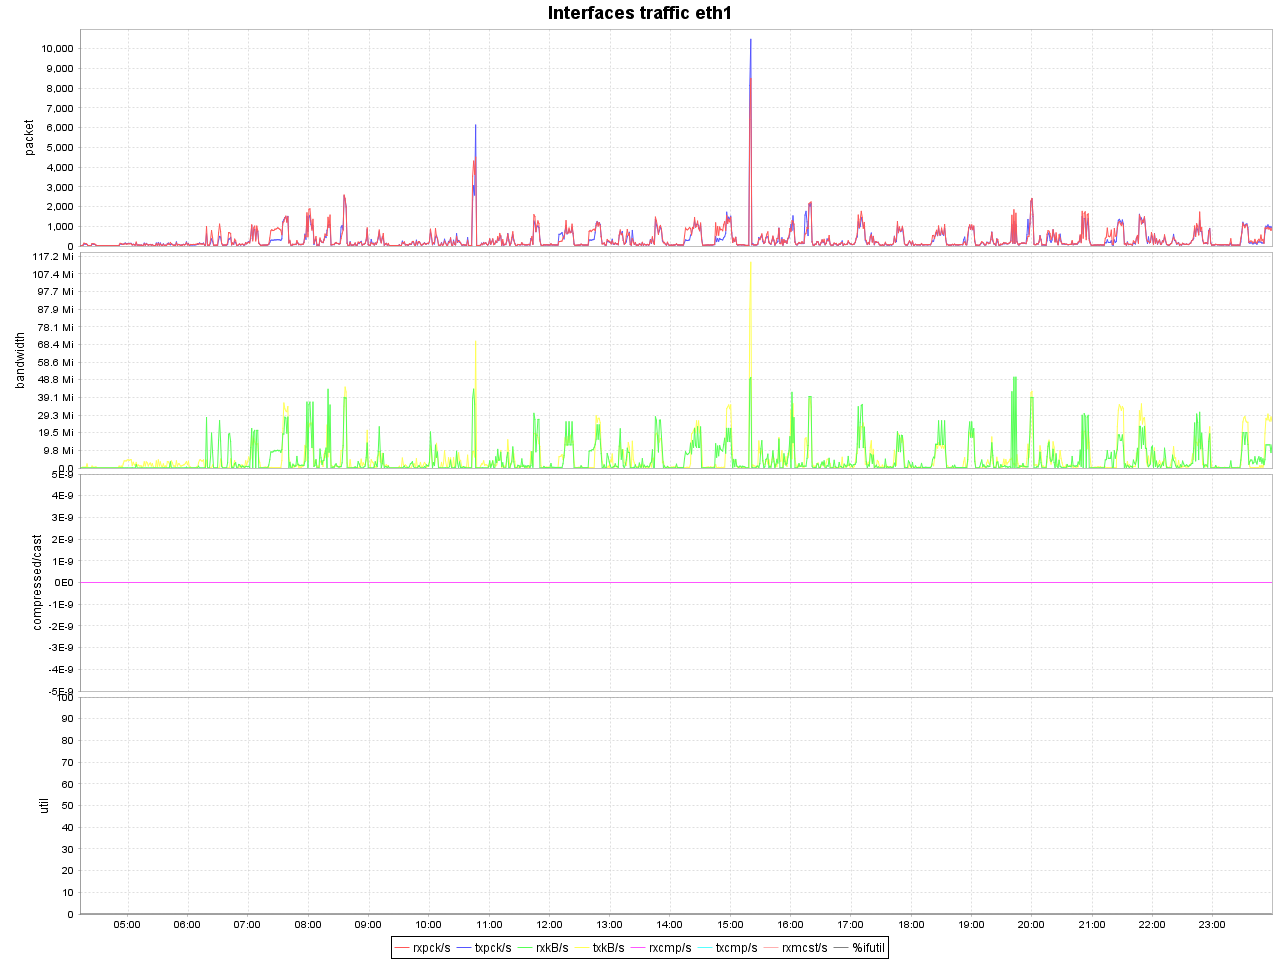 Interfaces traffic eth1
packet
10,000
9,000
8,000
7,000
6,000
5,000
4,000
3,000
2,000
1,000
0
bandwidth
117.2 Mi
107.4 Mi
97.7 Mi
87.9 Mi
78.1 Mi
68.4 Mi
58.6 Mi
48.8 Mi
39.1 Mi
29.3 Mi
19.5 Mi
9.8 Mi
0.0
compressed/cast
5E-9
4E-9
3E-9
2E-9
1E-9
0E0
-1E-9
-2E-9
-3E-9
-4E-9
-5E-9
util
100
90
80
70
60
50
40
30
20
10
0
05:00 06:00 07:00 08:00 09:00 10:00 11:00 12:00 13:00 14:00 15:00 16:00 17:00 18:00 19:00 20:00 21:00 22:00 23:00
rxpck/s txpck/s rxkB/s txkB/s rxcmp/s txcmp/s rxmcst/s %ifutil